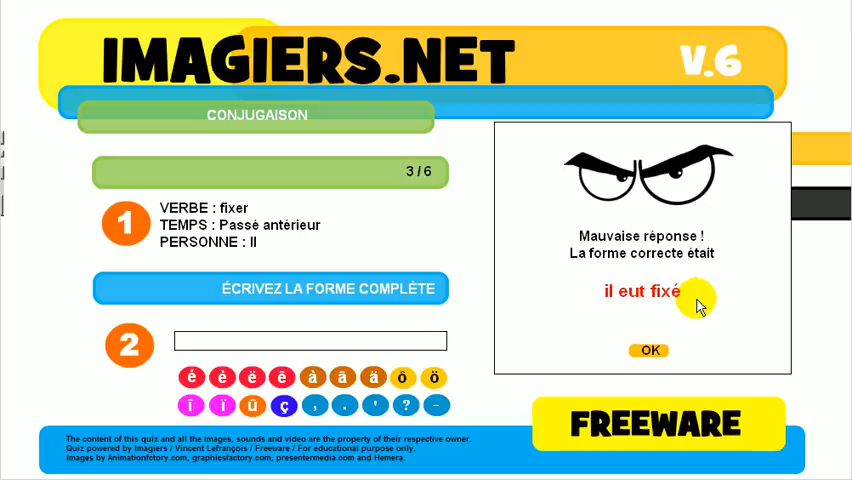 IMAGIERS.NET
V.6
CONJUGAISON
3 / 6
1
VERBE : fixer
TEMPS : Passé antérieur
PERSONNE : Il
ÉCRIVEZ LA FORME COMPLÈTE
2
é è ë ê à â ä ô ö
î ï û ç , . ' ? -
Mauvaise réponse !
La forme correcte était
il eut fixé
OK
FREEWARE
The content of this quiz and all the images, sounds and video are the property of their respective owner.
Quiz powered by Imagiers / Vincent Lefrançois / Freeware / For educational purpose only.
Images by Animationfctory.com, graphicsfactory.com, presentermedia.com and Hemera.